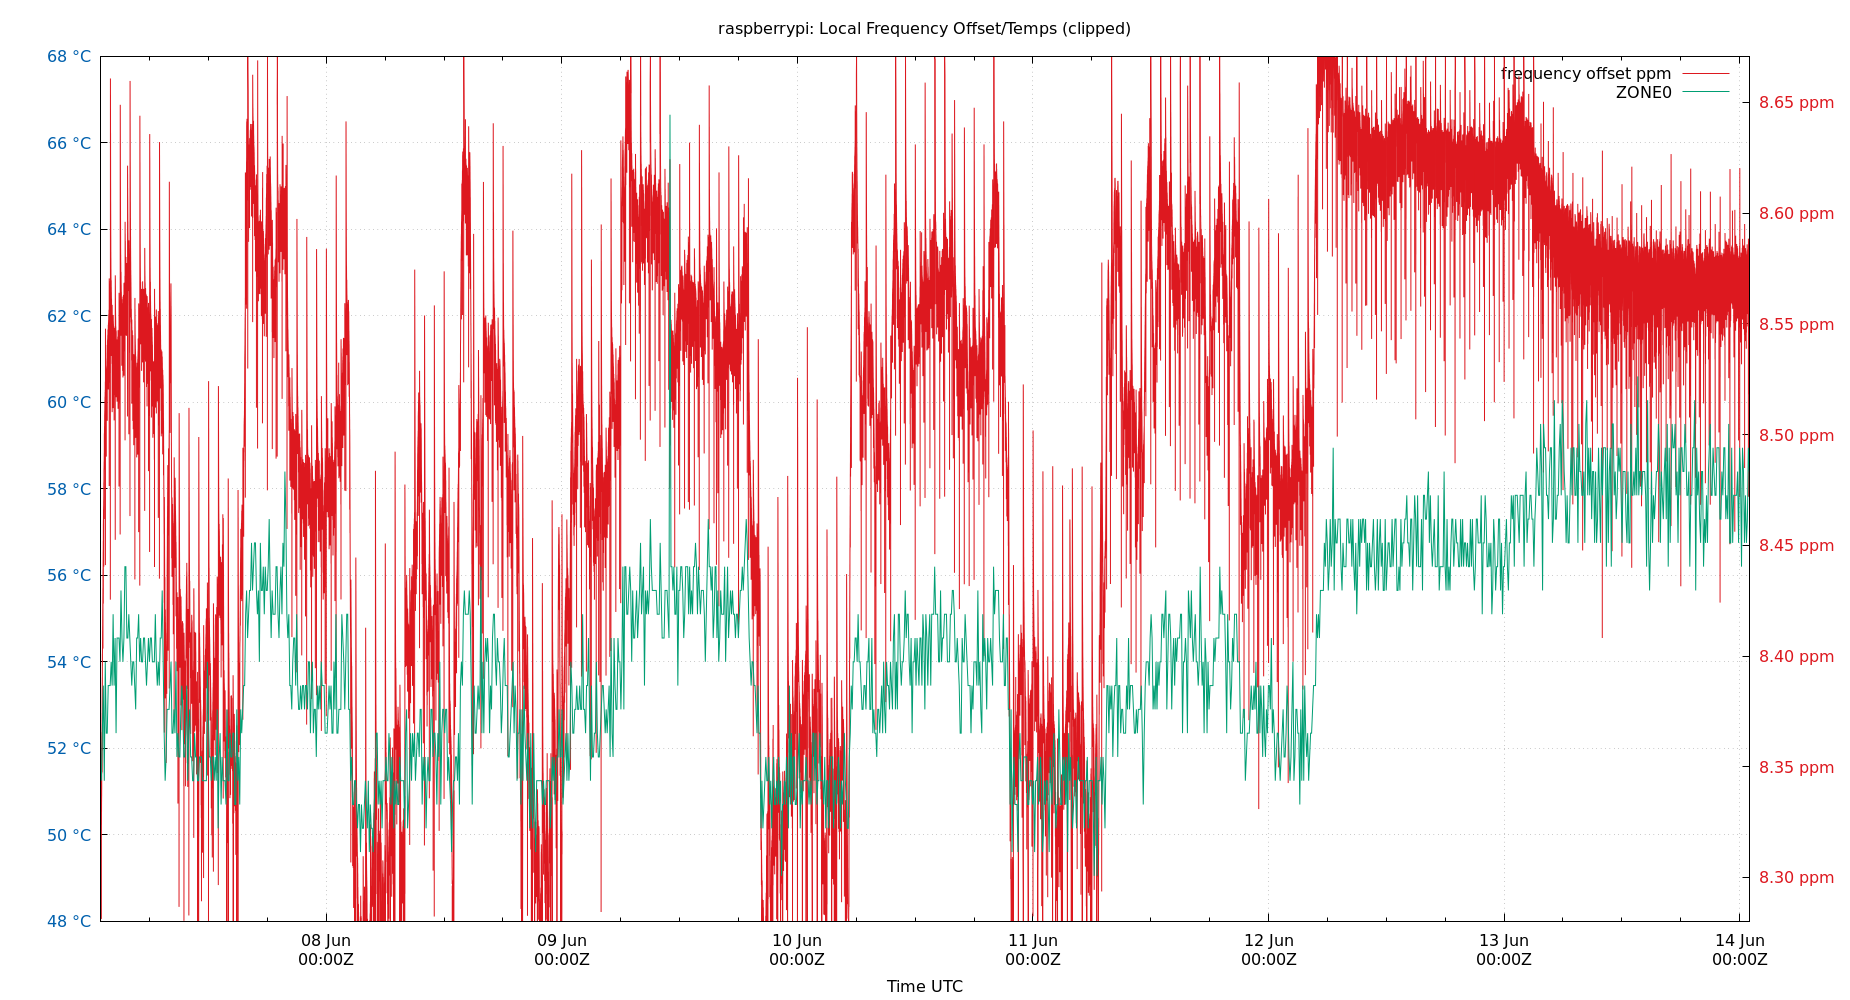 raspberrypi: Local Frequency Offset/Temps (clipped)
68 °C
66 °C
64 °C
62 °C
60 °C
58 °C
56 °C
54 °C
52 °C
50 °C
48 °C
frequency offset ppm
ZONE0
8.65 ppm
8.60 ppm
8.55 ppm
8.50 ppm
8.45 ppm
8.40 ppm
8.35 ppm
8.30 ppm
08 Jun
00:00Z
09 Jun
00:00Z
10 Jun
00:00Z
11 Jun
00:00Z
12 Jun
00:00Z
13 Jun
00:00Z
14 Jun
00:00Z
Time UTC